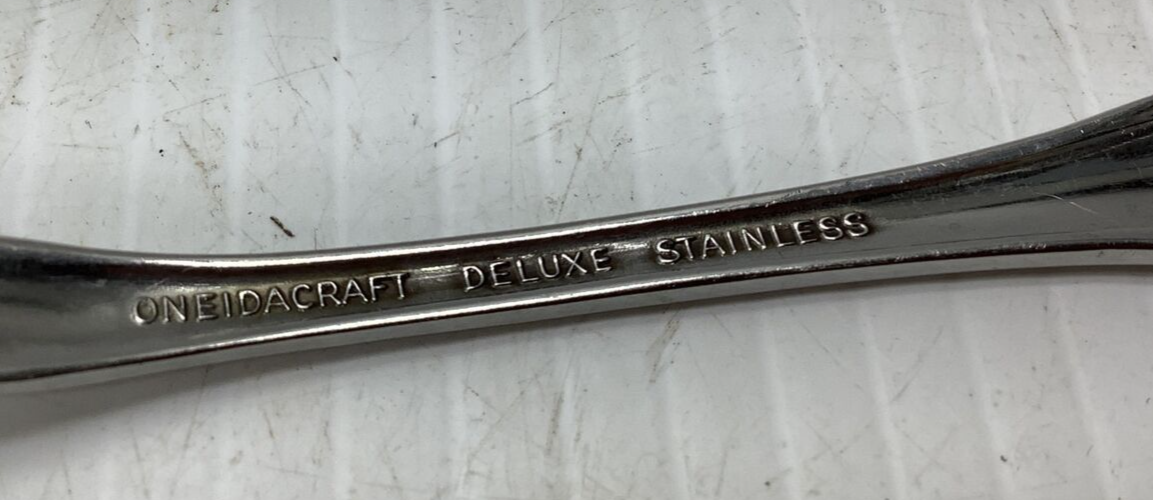 ONEIDACRAFT DELUXE STAINLESS